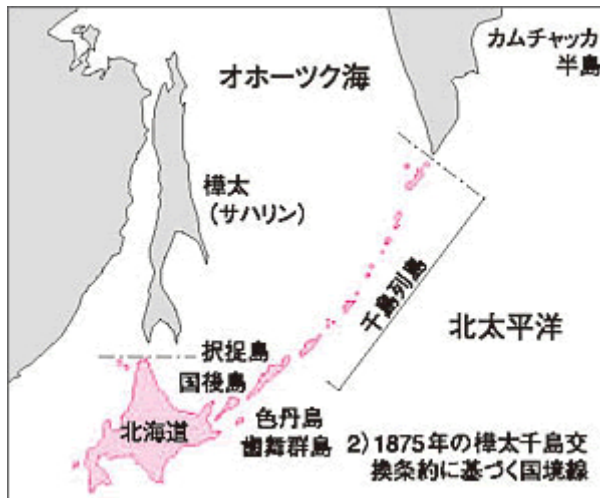 カムチャッカ
半島
オホーツク海
樺太
(サハリン)
千島列島
北太平洋
択捉島
国後島
色丹島
歯舞群島
北海道
2)1875年の樺太千島交
換条約に基づく国境線